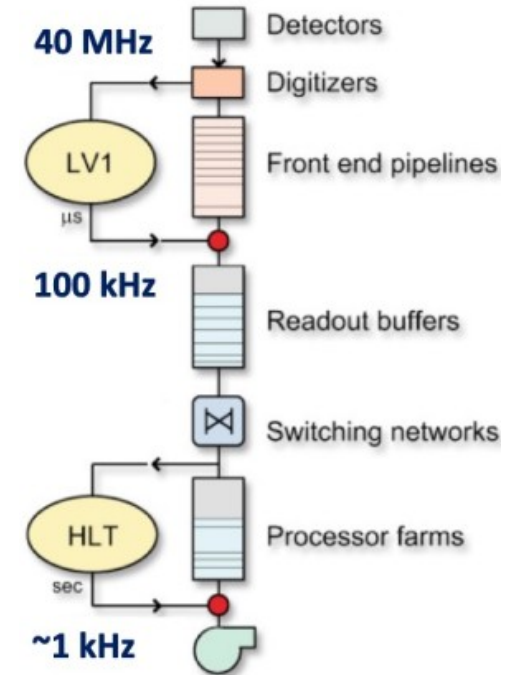 Detectors
40 MHz
Digitizers
LV1
Front end pipelines
µs
100 kHz
Readout buffers
Switching networks
HLT
Processor farms
sec
~1 kHz